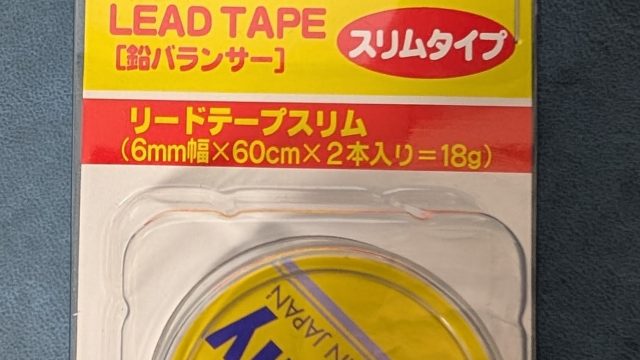 LEAD TAPE
[鉛バランサー]
スリムタイプ
リードテープスリム
(6mm幅×60cm×2本入り=18g)
IN JAPAN